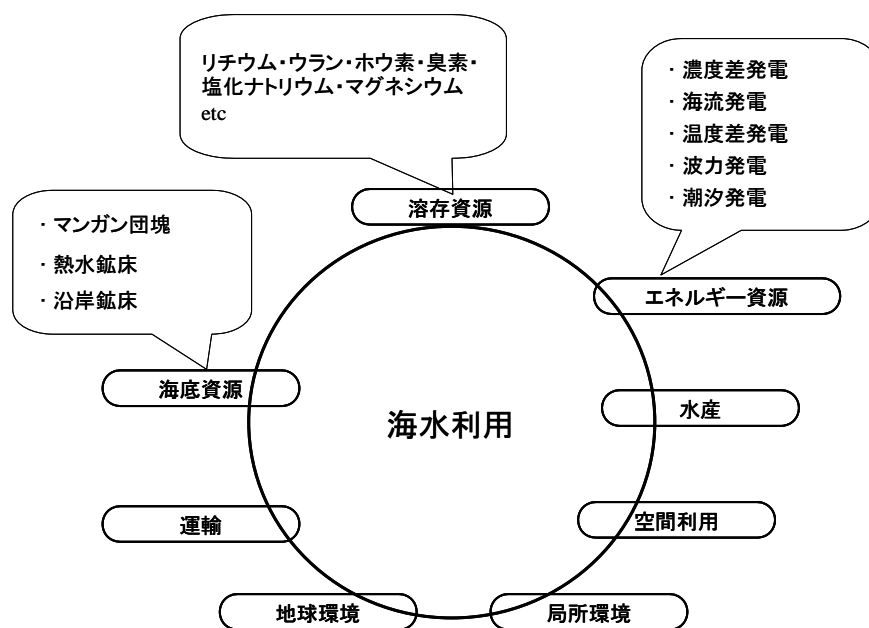 リチウム・ウラン・ホウ素・臭素・
塩化ナトリウム・マグネシウム
etc
・濃度差発電
・海流発電
・温度差発電
・波力発電
・潮汐発電
溶存資源
・マンガン団塊
・熱水鉱床
・沿岸鉱床
エネルギー資源
海底資源
水産
海水利用
運輸
空間利用
地球環境
局所環境